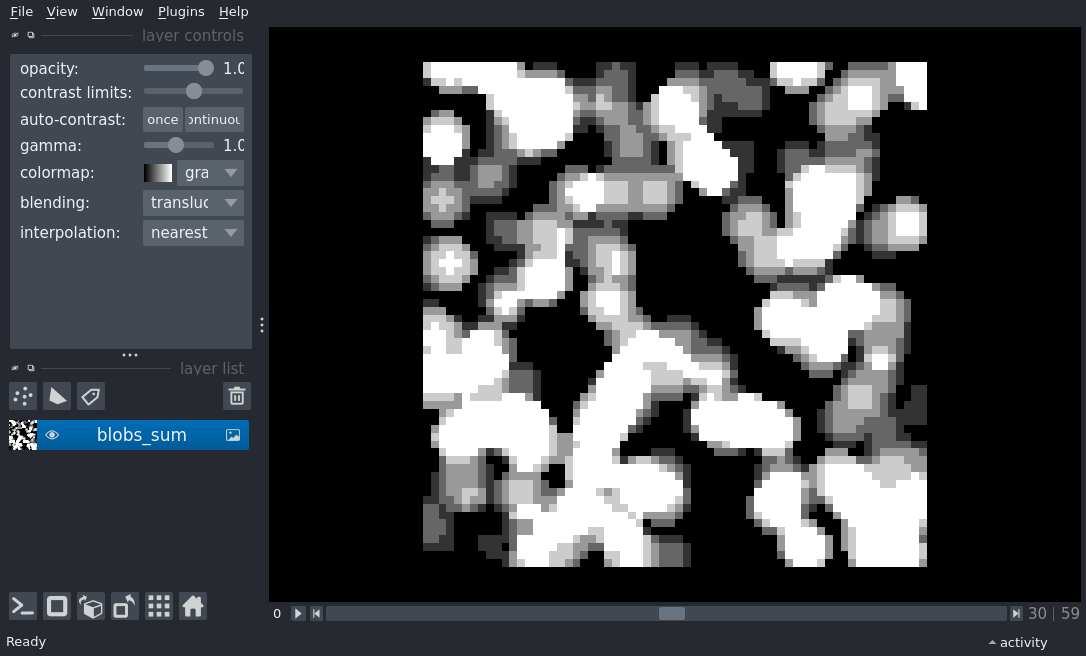 File View Window Plugins Help
layer controls
opacity: 1.0
contrast limits:
auto-contrast: once ontinuou
gamma: 1.0
colormap: gra
blending: transluc
interpolation: nearest
layer list
blobs_sum
0 30 | 59
Ready activity